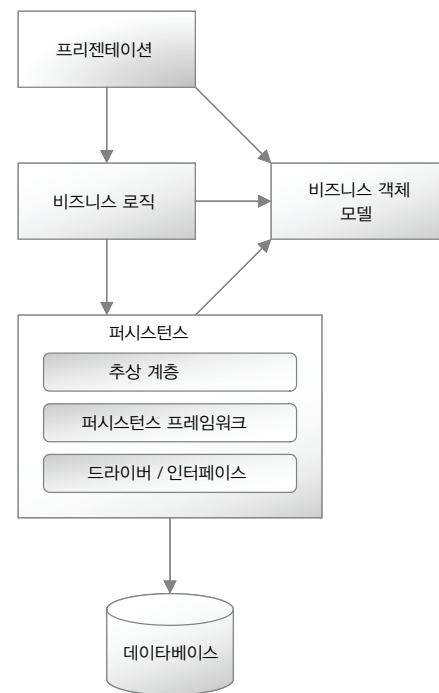 프리젠테이션
비즈니스 로직
비즈니스 객체
모델
퍼시스턴스
추상 계층
퍼시스턴스 프레임워크
드라이버 / 인터페이스
데이타베이스